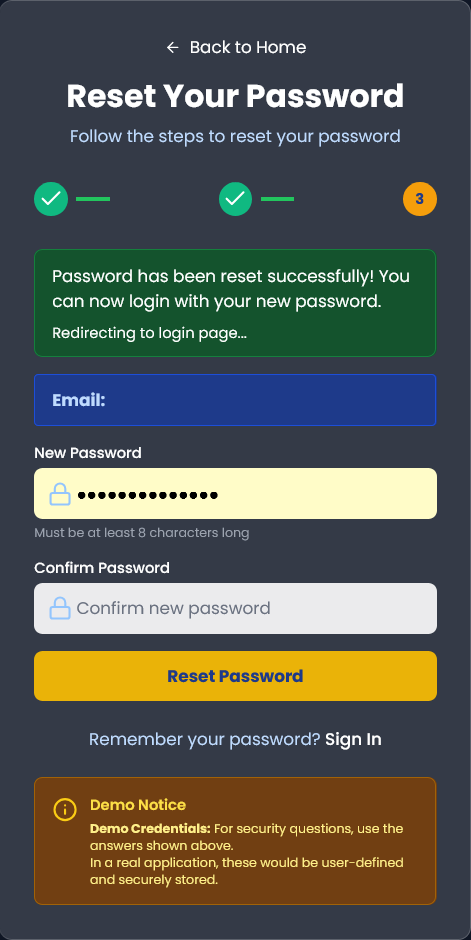 ← Back to Home
Reset Your Password
Follow the steps to reset your password
3
Password has been reset successfully! You
can now login with your new password.
Redirecting to login page...
Email:
New Password
••••••••••••••
Must be at least 8 characters long
Confirm Password
Confirm new password
Reset Password
Remember your password? Sign In
Demo Notice
Demo Credentials: For security questions, use the
answers shown above.
In a real application, these would be user-defined
and securely stored.